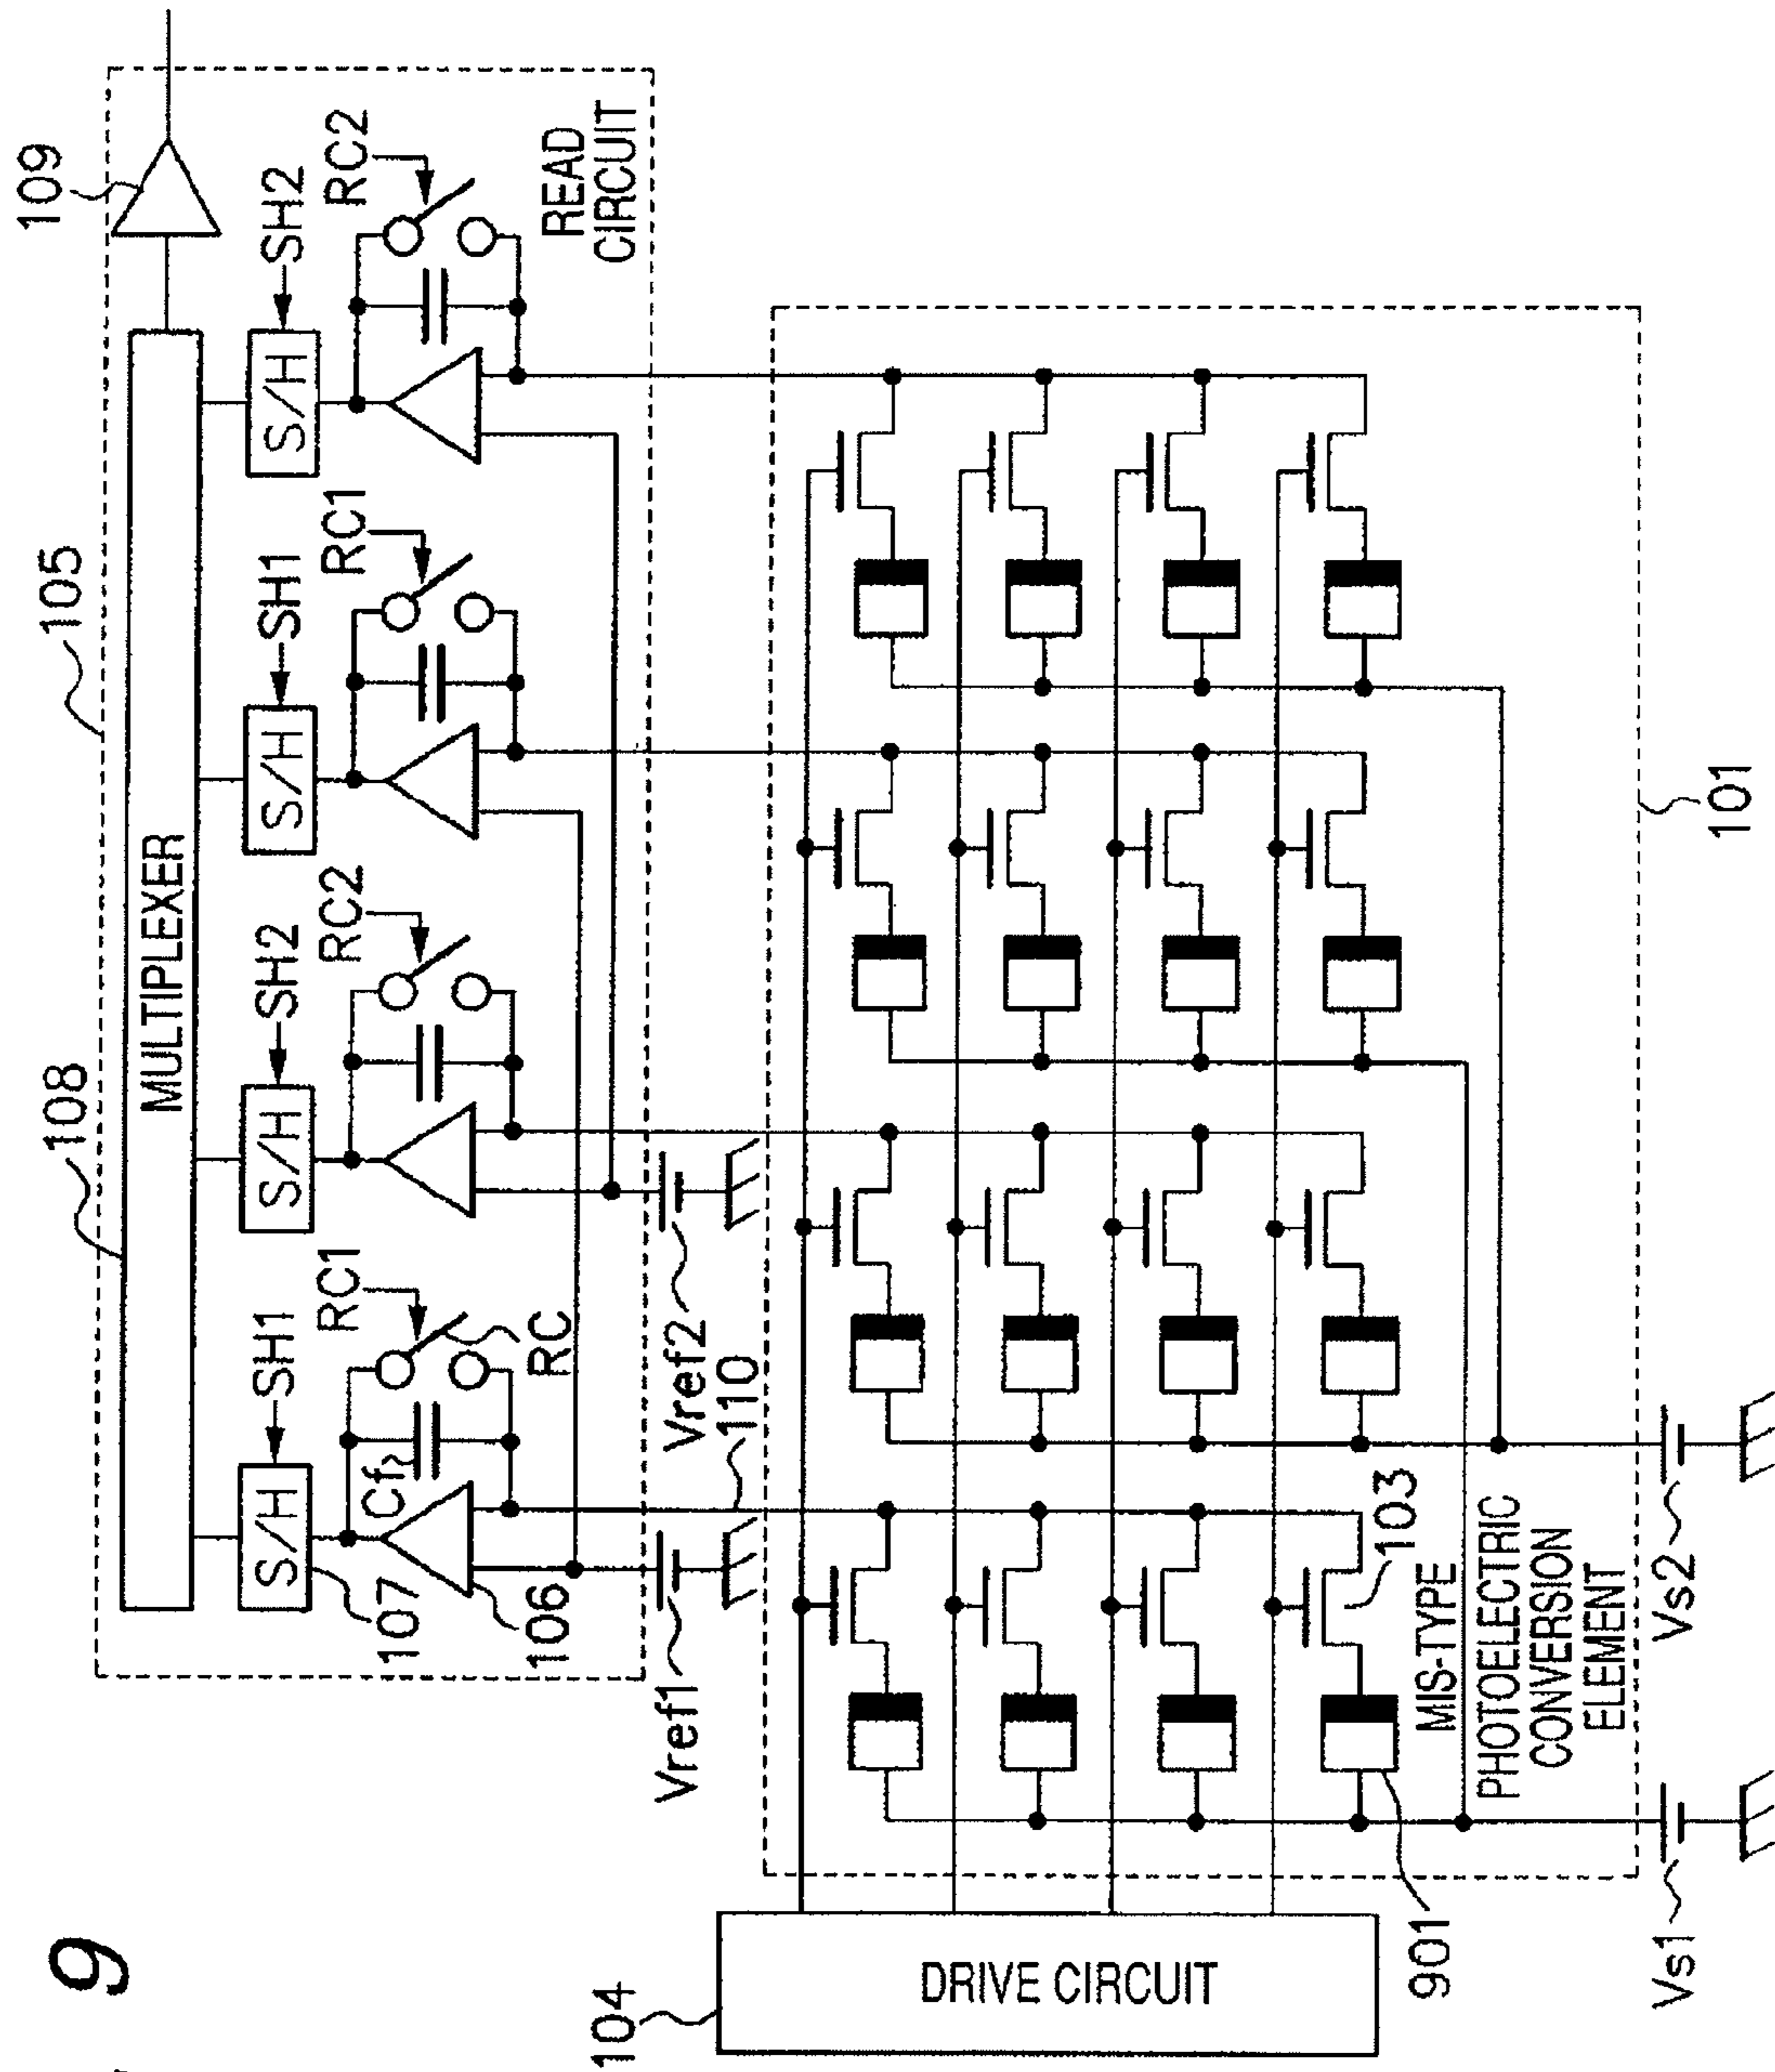 9
109
105
108
MULTIPLEXER
SH1
SH2
SH1
SH2
S/H
S/H
S/H
S/H
RC1
RC2
RC1
RC2
107
Cf
RC
106
READ
CIRCUIT
Vref1
Vref2
110
104
DRIVE CIRCUIT
103
901
MIS-TYPE
PHOTOELECTRIC
CONVERSION
ELEMENT
101
Vs1
Vs2